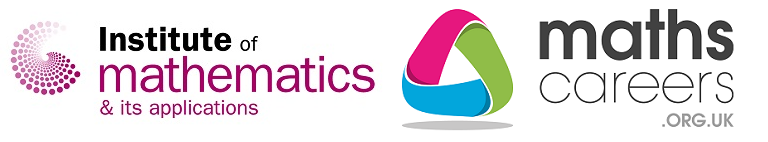 Institute of
mathematics
& its applications
maths
careers
.ORG.UK